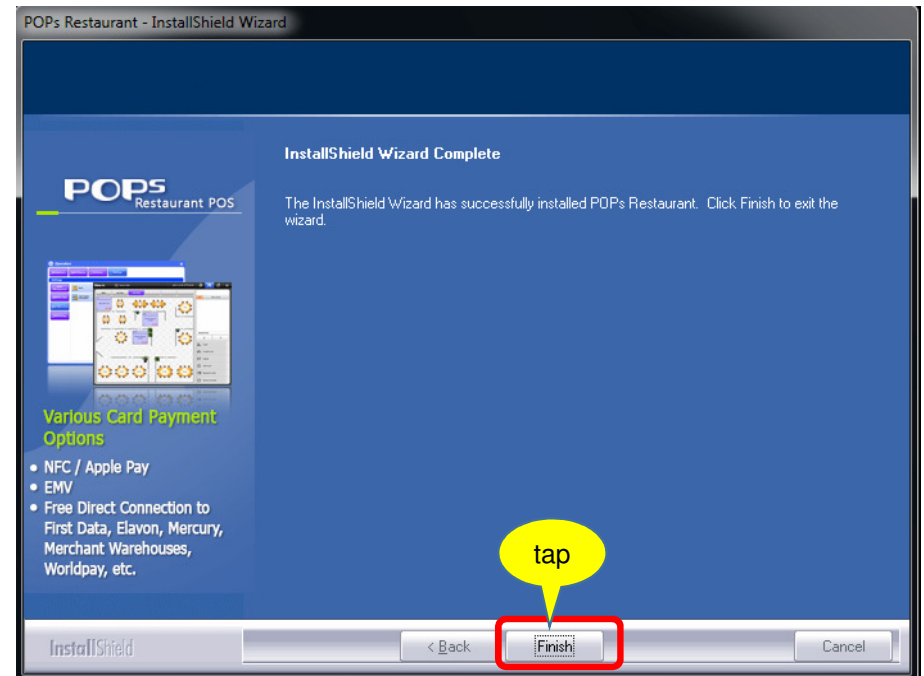 POPs Restaurant - InstallShield Wizard
InstallShield Wizard Complete
The InstallShield Wizard has successfully installed POPs Restaurant. Click Finish to exit the
wizard.
POPs
Restaurant POS
Various Card Payment
Options
• NFC / Apple Pay
• EMV
• Free Direct Connection to
First Data, Elavon, Mercury,
Merchant Warehouses,
Worldpay, etc.
tap
InstallShield
< Back
Finish
Cancel